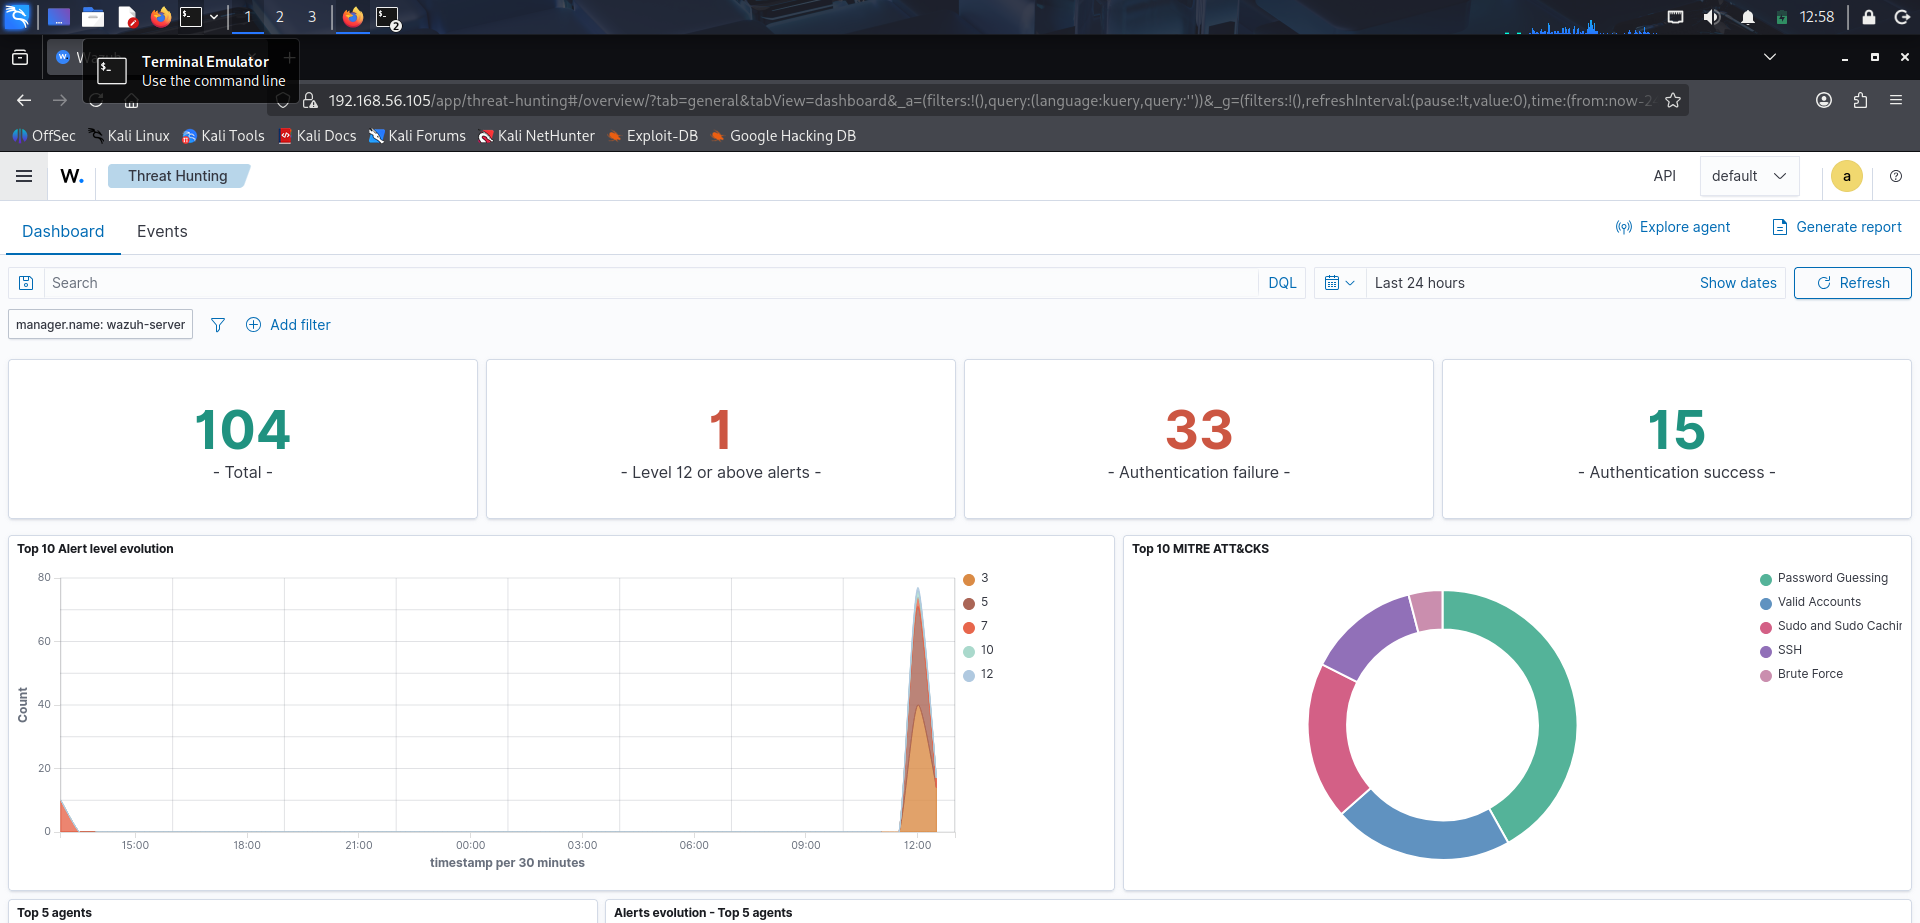 1
2
3
2
12:58
W
Terminal Emulator
Use the command line
192.168.56.105/app/threat-hunting#/overview/?tab=general&tabView=dashboard&_a=(filters:!(),query:(language:kuery,query:''))&_g=(filters:!(),refreshInterval:(pause:!t,value:0),time:(from:now-2
OffSec
Kali Linux
Kali Tools
Kali Docs
Kali Forums
Kali NetHunter
Exploit-DB
Google Hacking DB
W.
Threat Hunting
API
default
a
Dashboard
Events
Explore agent
Generate report
Search
DQL
Last 24 hours
Show dates
Refresh
manager.name: wazuh-server
Add filter
104
- Total -
1
- Level 12 or above alerts -
33
- Authentication failure -
15
- Authentication success -
Top 10 Alert level evolution
80
60
40
20
0
Count
15:00
18:00
21:00
00:00
03:00
06:00
09:00
12:00
timestamp per 30 minutes
3
5
7
10
12
Top 10 MITRE ATT&CKS
Password Guessing
Valid Accounts
Sudo and Sudo Cachin
SSH
Brute Force
Top 5 agents
Alerts evolution - Top 5 agents